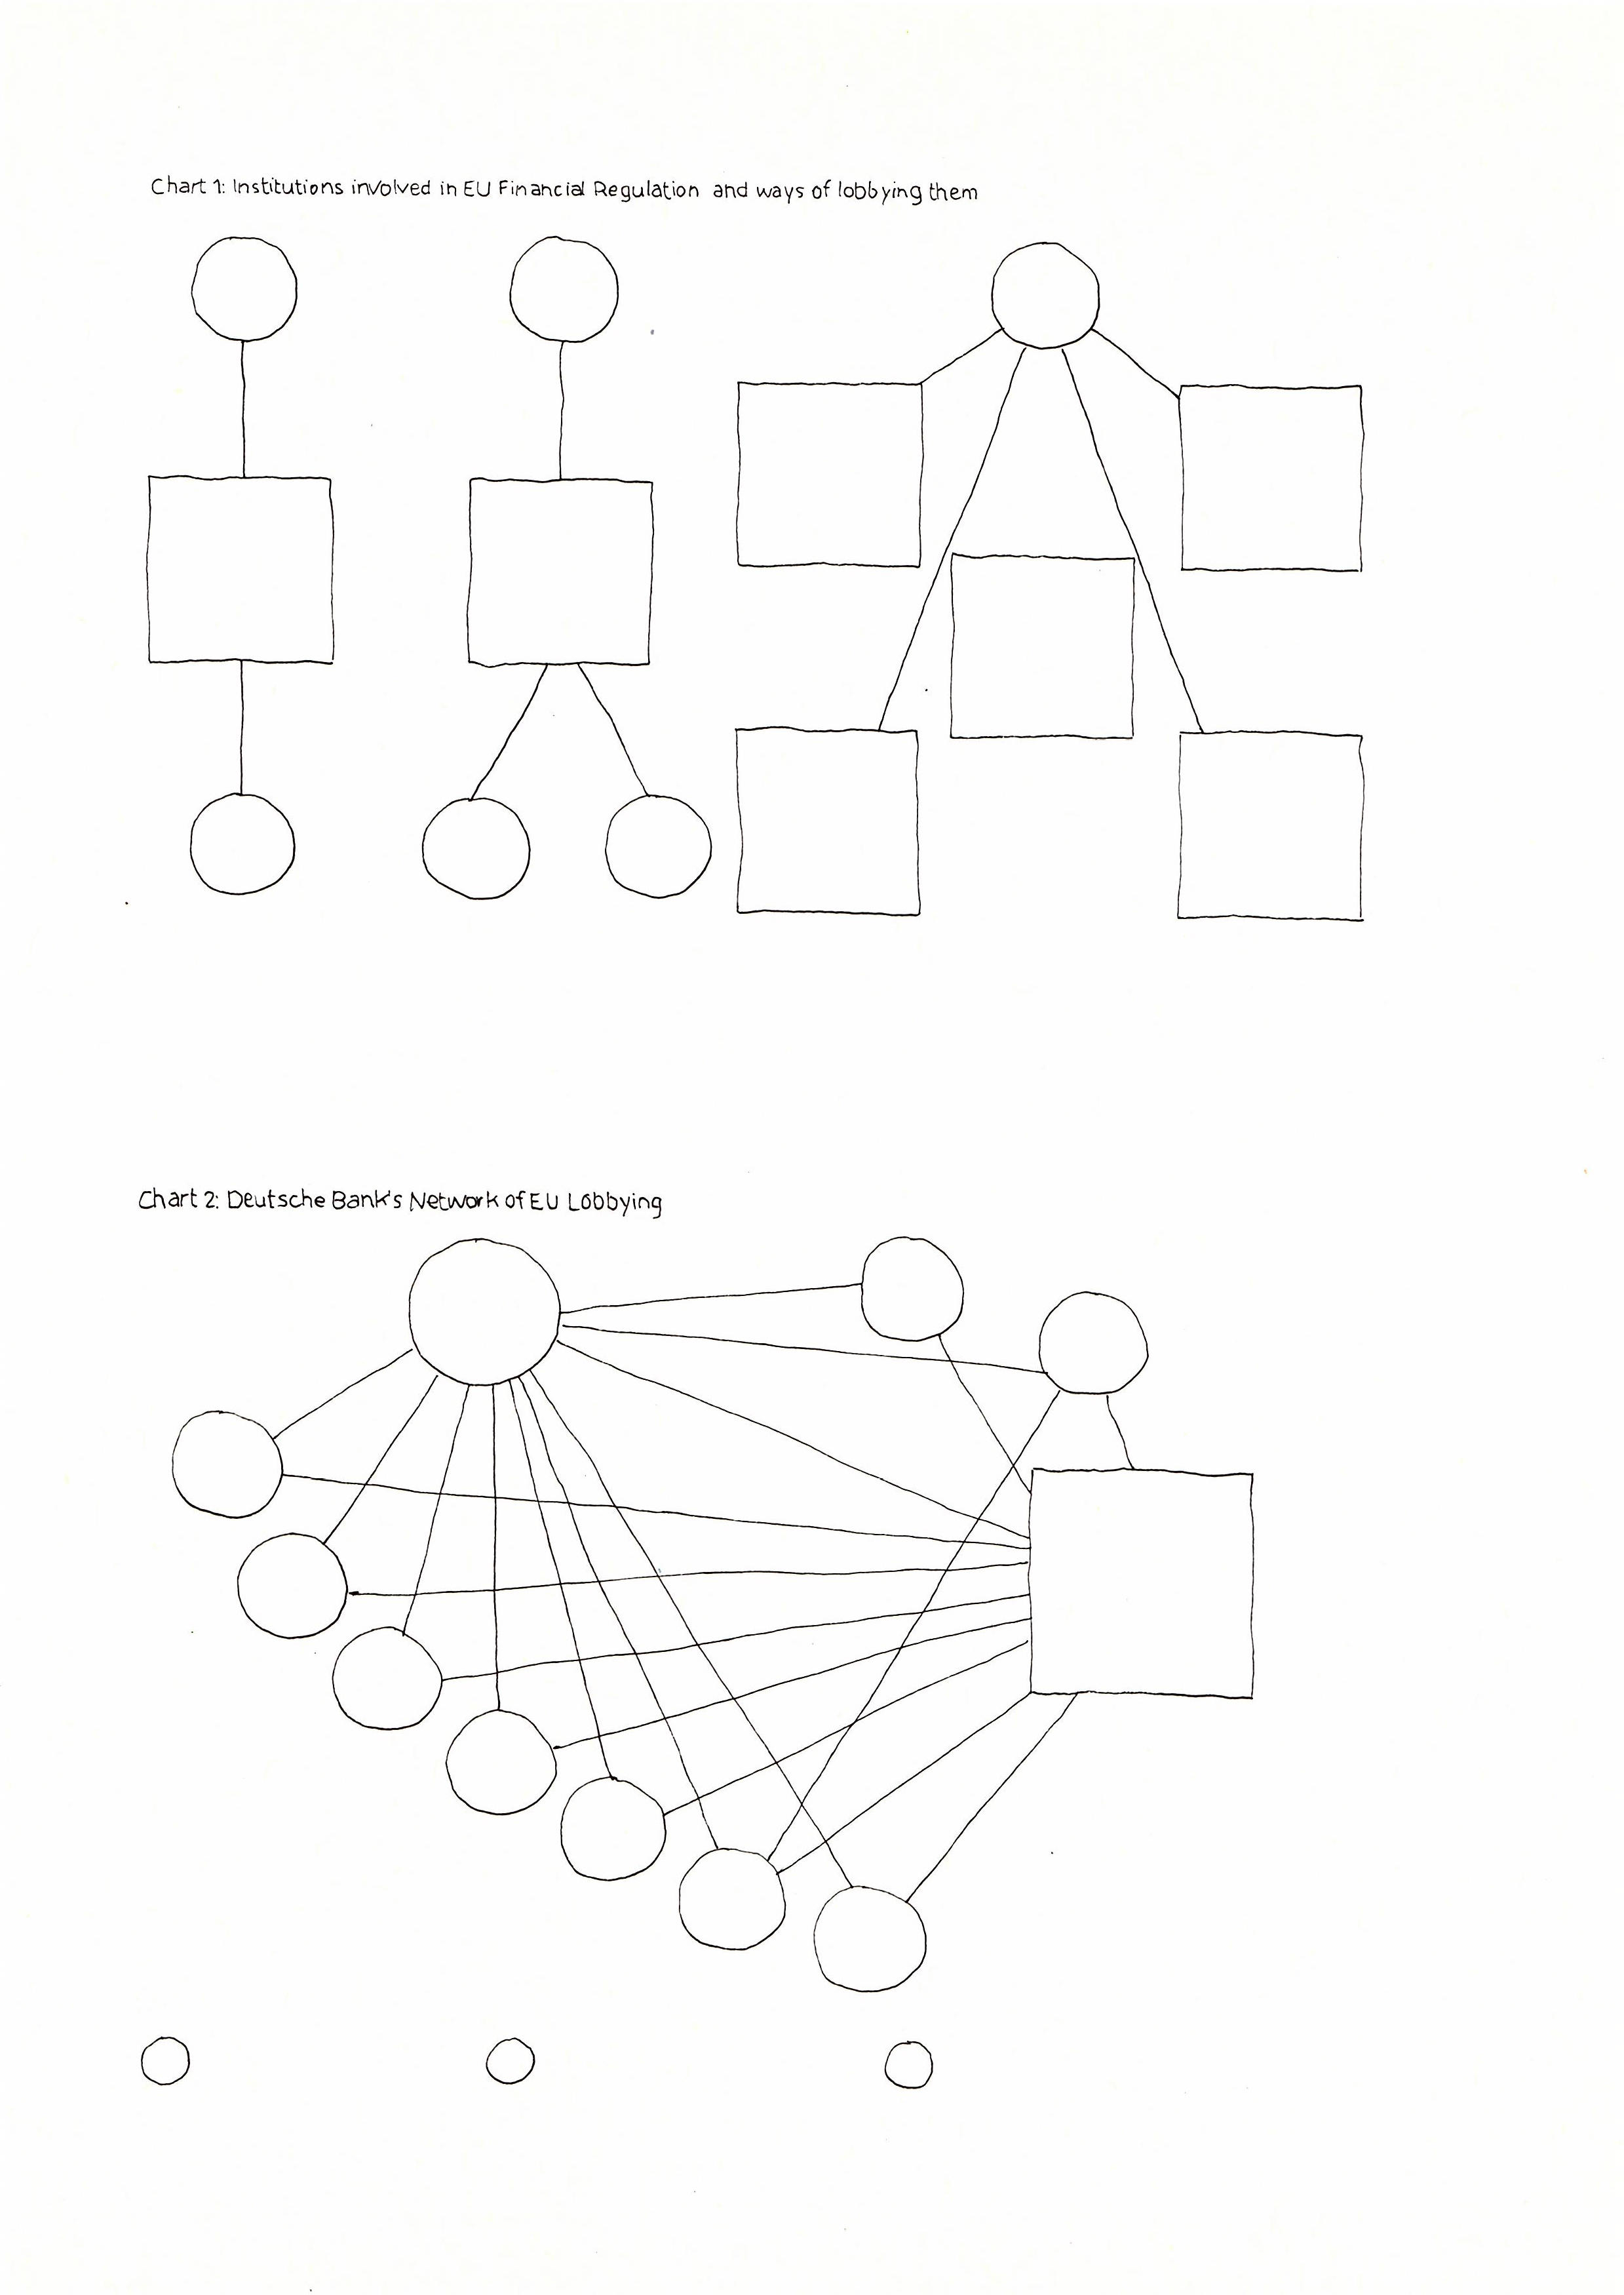 Chart 1: Institutions involved in EU Financial Regulation and ways of lobbying them
Chart 2: Deutsche Bank's Network of EU Lobbying